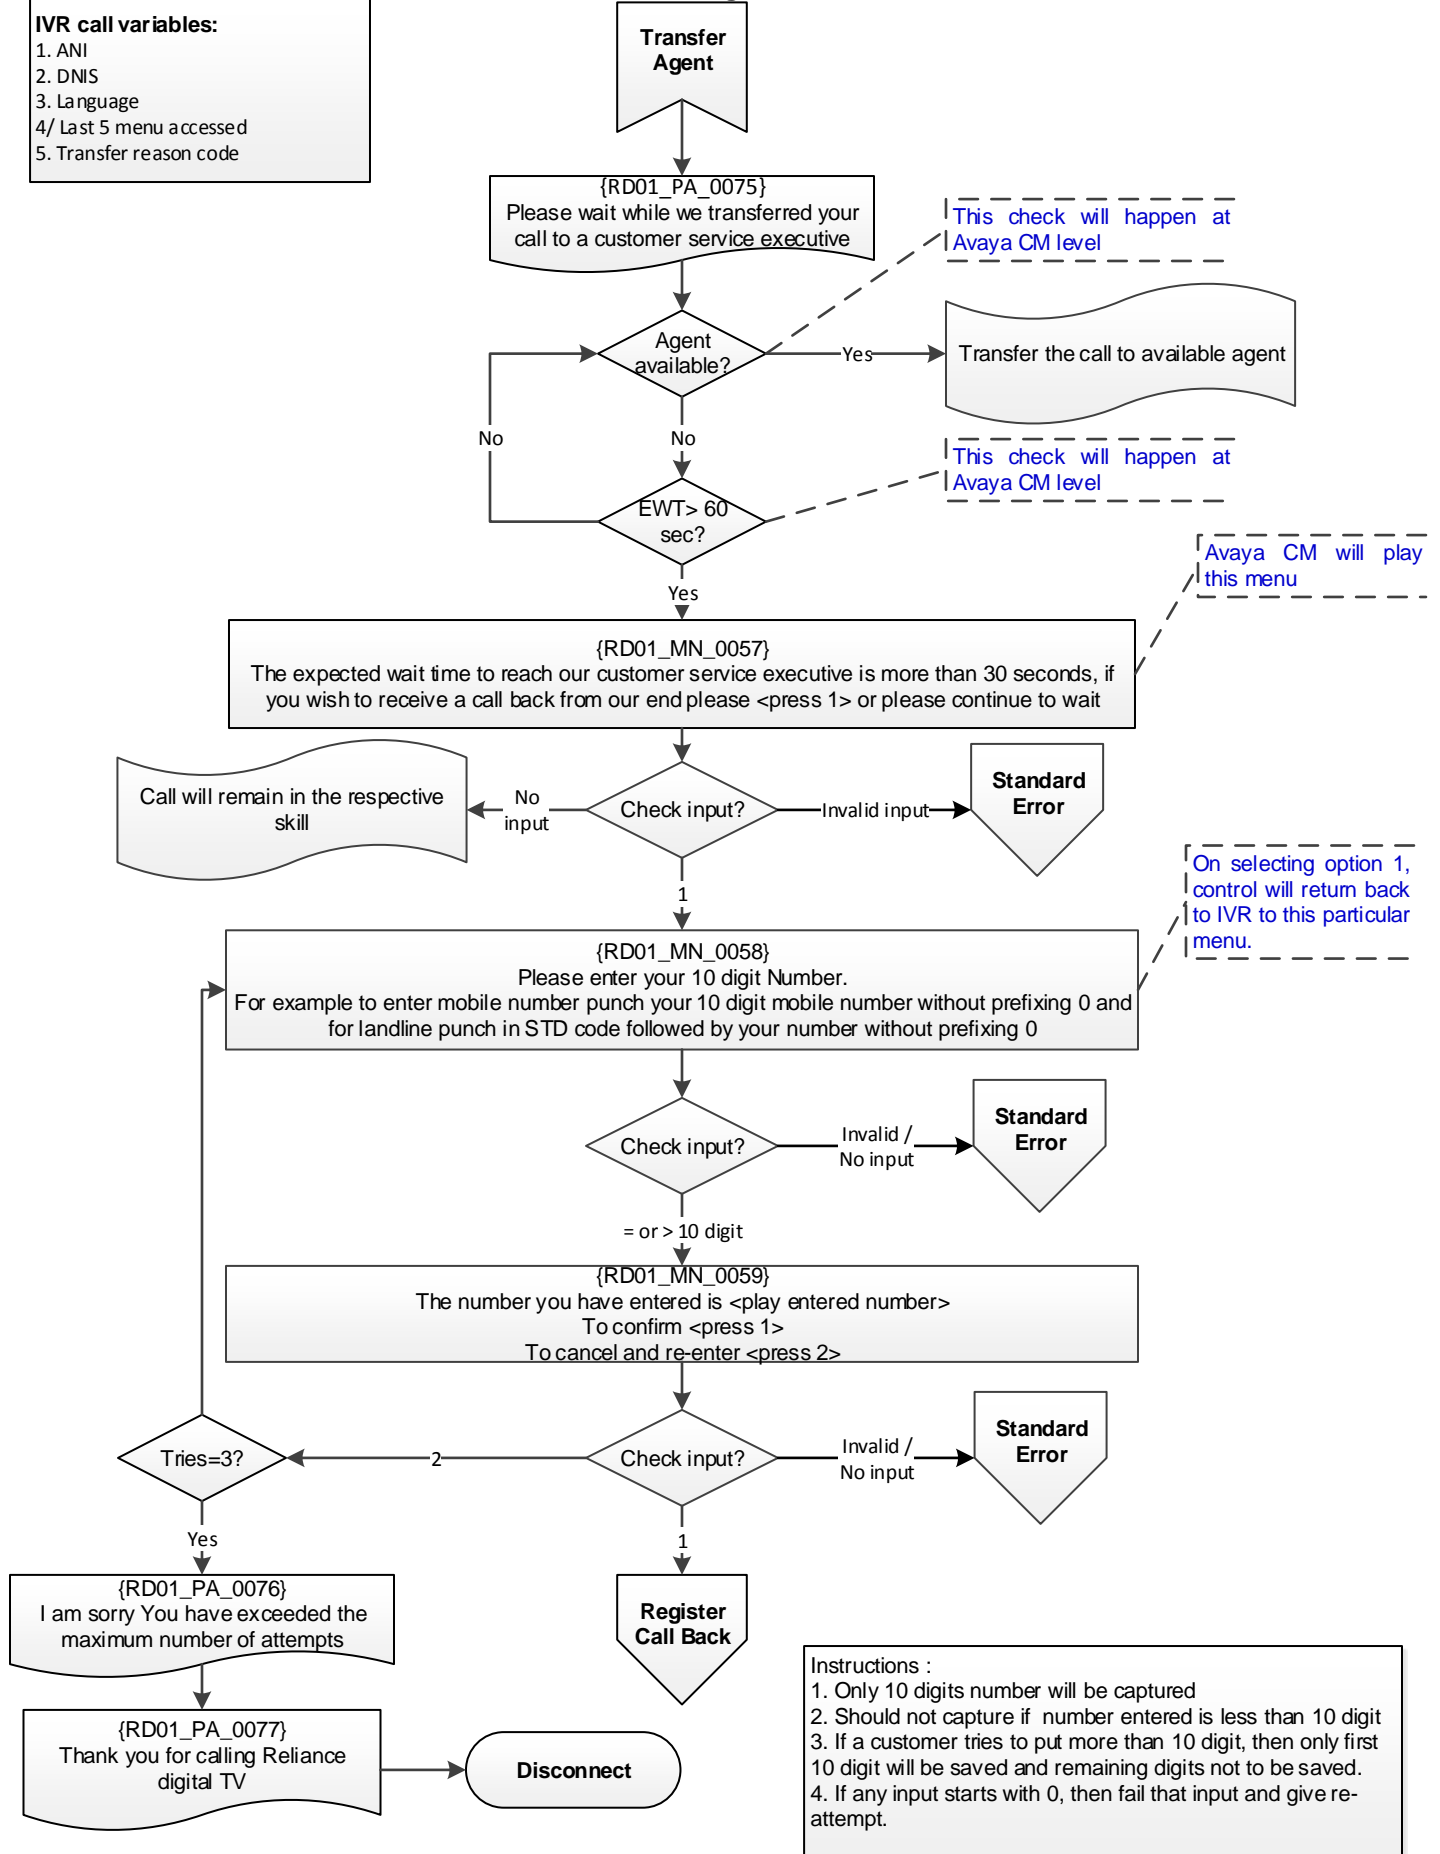 IVR call variables:
1. ANI
2. DNIS
3. Language
4/ Last 5 menu accessed
5. Transfer reason code
Transfer
Agent
{RD01_PA_0075}
Please wait while we transferred your
call to a customer service executive
This check will happen at
Avaya CM level
Agent
available?
Yes
Transfer the call to available agent
No
No
This check will happen at
Avaya CM level
EWT> 60
sec?
Avaya CM will play
this menu
Yes
{RD01_MN_0057}
The expected wait time to reach our customer service executive is more than 30 seconds, if
you wish to receive a call back from our end please <press 1> or please continue to wait
Call will remain in the respective
skill
No
input
Check input?
Invalid input
Standard
Error
On selecting option 1,
control will return back
to IVR to this particular
menu.
1
{RD01_MN_0058}
Please enter your 10 digit Number.
For example to enter mobile number punch your 10 digit mobile number without prefixing 0 and
for landline punch in STD code followed by your number without prefixing 0
Check input?
Invalid /
No input
Standard
Error
= or > 10 digit
{RD01_MN_0059}
The number you have entered is <play entered number>
To confirm <press 1>
To cancel and re-enter <press 2>
Tries=3?
2
Check input?
Invalid /
No input
Standard
Error
Yes
1
{RD01_PA_0076}
I am sorry You have exceeded the
maximum number of attempts
Register
Call Back
{RD01_PA_0077}
Thank you for calling Reliance
digital TV
Disconnect
Instructions :
1. Only 10 digits number will be captured
2. Should not capture if number entered is less than 10 digit
3. If a customer tries to put more than 10 digit, then only first
10 digit will be saved and remaining digits not to be saved.
4. If any input starts with 0, then fail that input and give re-
attempt.